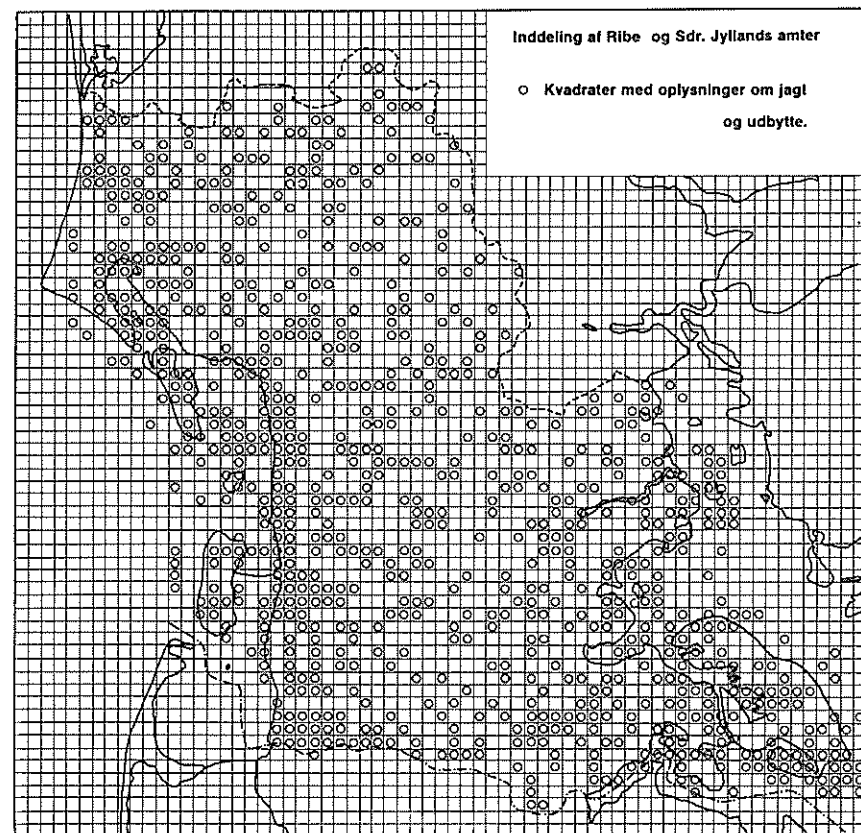 Inddeling af Ribe og Sdr. Jyllands amter
○ Kvadrater med oplysninger om jagt
og udbytte.